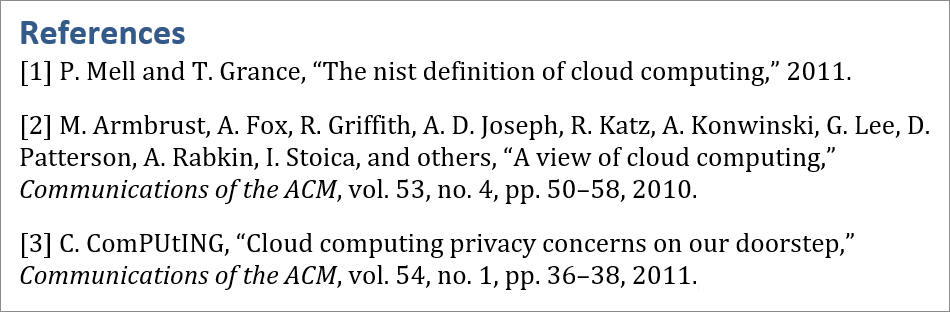 References
[1] P. Mell and T. Grance, “The nist definition of cloud computing,” 2011.
[2] M. Armbrust, A. Fox, R. Griffith, A. D. Joseph, R. Katz, A. Konwinski, G. Lee, D.
Patterson, A. Rabkin, I. Stoica, and others, “A view of cloud computing,”
Communications of the ACM, vol. 53, no. 4, pp. 50–58, 2010.
[3] C. ComPUtING, “Cloud computing privacy concerns on our doorstep,”
Communications of the ACM, vol. 54, no. 1, pp. 36–38, 2011.